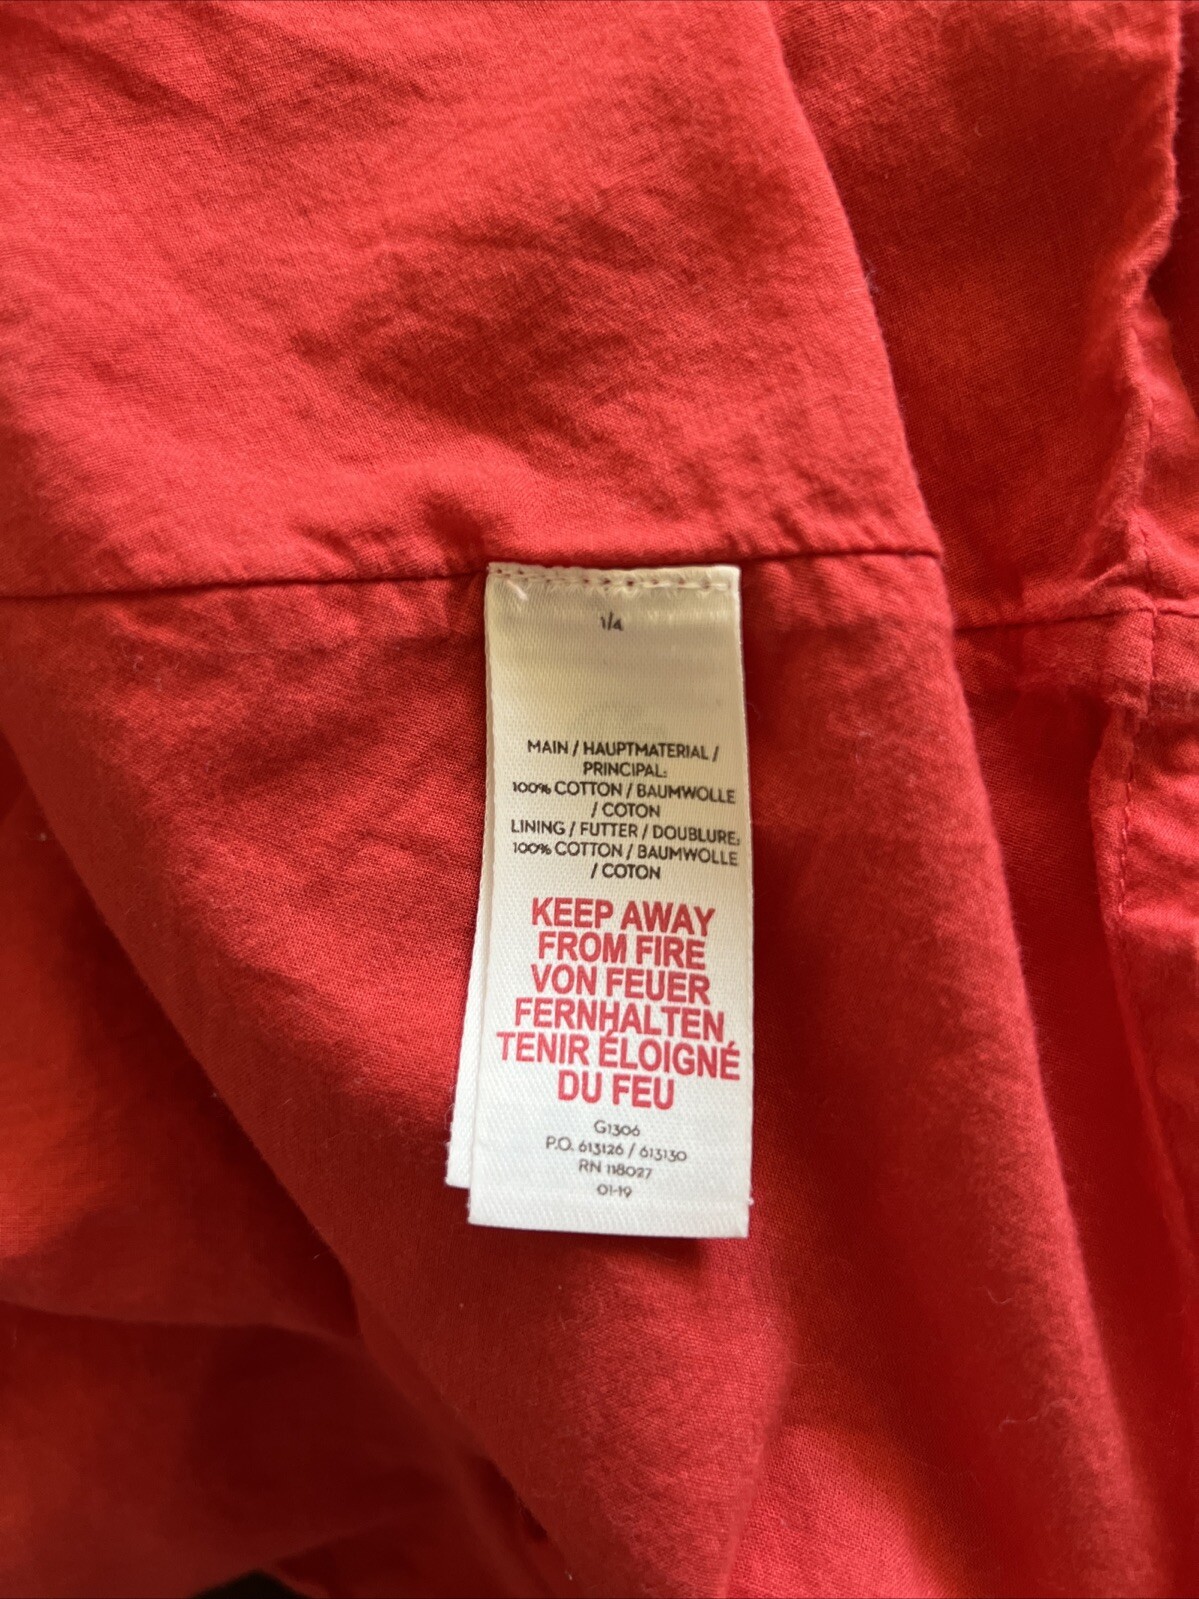 1/4
MAIN / HAUPTMATERIAL /
PRINCIPAL:
100% COTTON / BAUMWOLLE
/ COTON
LINING / FUTTER / DOUBLURE:
100% COTTON / BAUMWOLLE
/ COTON
KEEP AWAY
FROM FIRE
VON FEUER
FERNHALTEN
TENIR ÉLOIGNÉ
DU FEU
G1306
P.O. 613126 / 613130
RN 118027
01-19